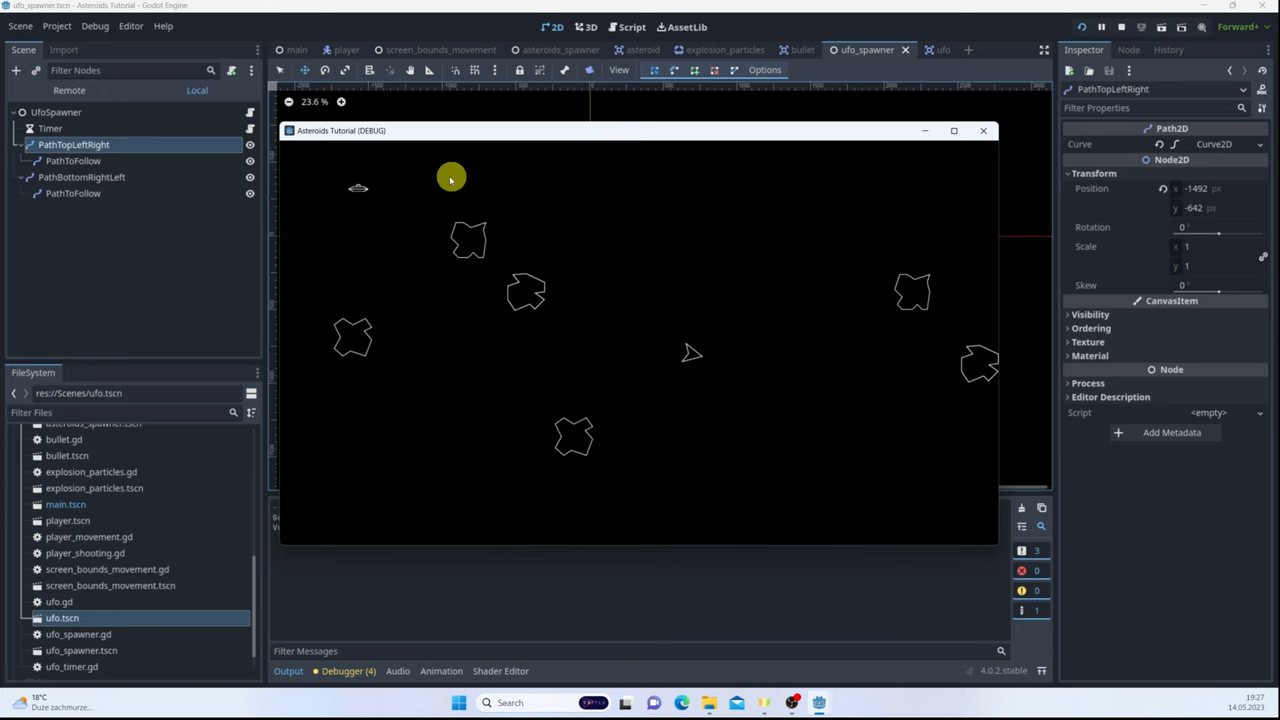 ufo_spawner.tscn - Asteroids Tutorial - Godot Engine
Scene Project Debug Editor Help
2D 3D Script AssetLib
Forward+
Scene Import
main player screen_bounds_movement asteroids_spawner asteroid explosion_particles bullet ufo_spawner ufo
Inspector Node History
Filter Nodes
View Options
Remote Local
PathTopLeftRight
Filter Properties
23.6 %
UfoSpawner
Timer
PathTopLeftRight
PathToFollow
PathBottomRightLeft
PathToFollow
Asteroids Tutorial (DEBUG)
Path2D
Curve Curve2D
Node2D
Transform
Position x -1492 px
y -642 px
Rotation 0 °
Scale x 1
y 1
Skew 0 °
CanvasItem
Visibility
Ordering
Texture
Material
Node
Process
Editor Description
Script <empty>
Add Metadata
FileSystem
res://Scenes/ufo.tscn
Filter Files
asteroids_spawner.tscn
bullet.gd
bullet.tscn
explosion_particles.gd
explosion_particles.tscn
main.tscn
player.tscn
player_movement.gd
player_shooting.gd
screen_bounds_movement.gd
screen_bounds_movement.tscn
ufo.gd
ufo.tscn
ufo_spawner.gd
ufo_spawner.tscn
ufo_timer.gd
3
0
0
1
Filter Messages
Output Debugger (4) Audio Animation Shader Editor
4.0.2.stable
18°C
Duże zachmurze...
Search
19:27
14.05.2023